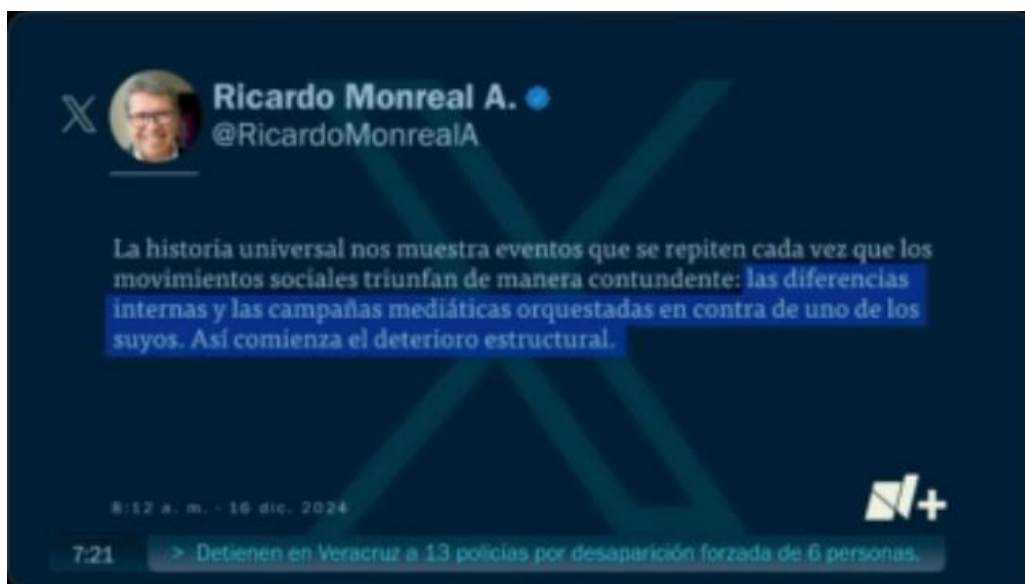 Ricardo Monreal A.
@RicardoMonrealA
La historia universal nos muestra eventos que se repiten cada vez que los
movimientos sociales triunfan de manera contundente: las diferencias
internas y las campañas mediáticas orquestadas en contra de uno de los
suyos. Así comienza el deterioro estructural.
8:12 a. m. · 16 dic. 2024
N+
7:21
> Detienen en Veracruz a 13 policías por desaparición forzada de 6 personas.